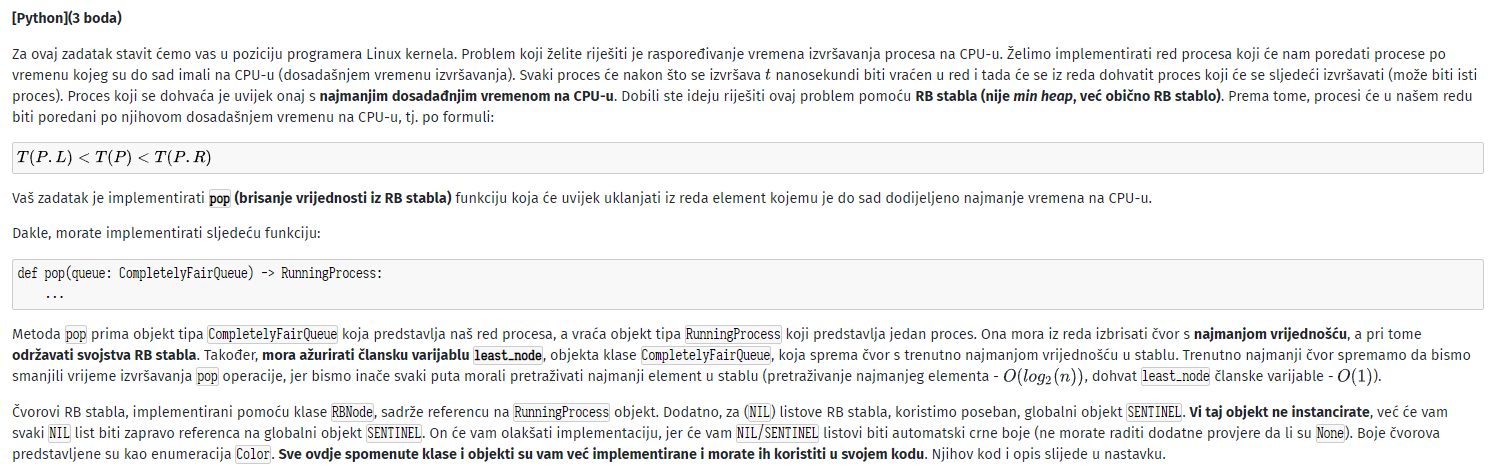 [Python](3 boda)
Za ovaj zadatak stavit ćemo vas u poziciju programera Linux kernela. Problem koji želite riješiti je raspoređivanje vremena izvršavanja procesa na CPU-u. Želimo implementirati red procesa koji će nam poredati procese po
vremenu kojeg su do sad imali na CPU-u (dosadašnjem vremenu izvršavanja). Svaki proces će nakon što se izvršava t nanosekundi biti vraćen u red i tada će se iz reda dohvatit proces koji će se sljedeći izvršavati (može biti isti
proces). Proces koji se dohvaća je uvijek onaj s najmanjim dosadađnjim vremenom na CPU-u. Dobili ste ideju riješiti ovaj problem pomoću RB stabla (nije min heap, već obično RB stablo). Prema tome, procesi će u našem redu
biti poredani po njihovom dosadašnjem vremenu na CPU-u, tj. po formuli:
T(P.L) < T(P) < T(P.R)
Vaš zadatak je implementirati pop (brisanje vrijednosti iz RB stabla) funkciju koja će uvijek uklanjati iz reda element kojemu je do sad dodijeljeno najmanje vremena na CPU-u.
Dakle, morate implementirati sljedeću funkciju:
def pop(queue: CompletelyFairQueue) -> RunningProcess:
    ...
Metoda pop prima objekt tipa CompletelyFairQueue koja predstavlja naš red procesa, a vraća objekt tipa RunningProcess koji predstavlja jedan proces. Ona mora iz reda izbrisati čvor s najmanjom vrijednošću, a pri tome
održavati svojstva RB stabla. Također, mora ažurirati člansku varijablu least_node, objekta klase CompletelyFairQueue, koja sprema čvor s trenutno najmanjom vrijednošću u stablu. Trenutno najmanji čvor spremamo da bismo
smanjili vrijeme izvršavanja pop operacije, jer bismo inače svaki puta morali pretraživati najmanji element u stablu (pretraživanje najmanjeg elementa - O(log₂(n)), dohvat least_node članske varijable - O(1)).
Čvorovi RB stabla, implementirani pomoću klase RBNode, sadrže referencu na RunningProcess objekt. Dodatno, za (NIL) listove RB stabla, koristimo poseban, globalni objekt SENTINEL. Vi taj objekt ne instancirate, već će vam
svaki NIL list biti zapravo referenca na globalni objekt SENTINEL. On će vam olakšati implementaciju, jer će vam NIL/SENTINEL listovi biti automatski crne boje (ne morate raditi dodatne provjere da li su None). Boje čvorova
predstavljene su kao enumeracija Color. Sve ovdje spomenute klase i objekti su vam već implementirane i morate ih koristiti u svojem kodu. Njihov kod i opis slijede u nastavku.